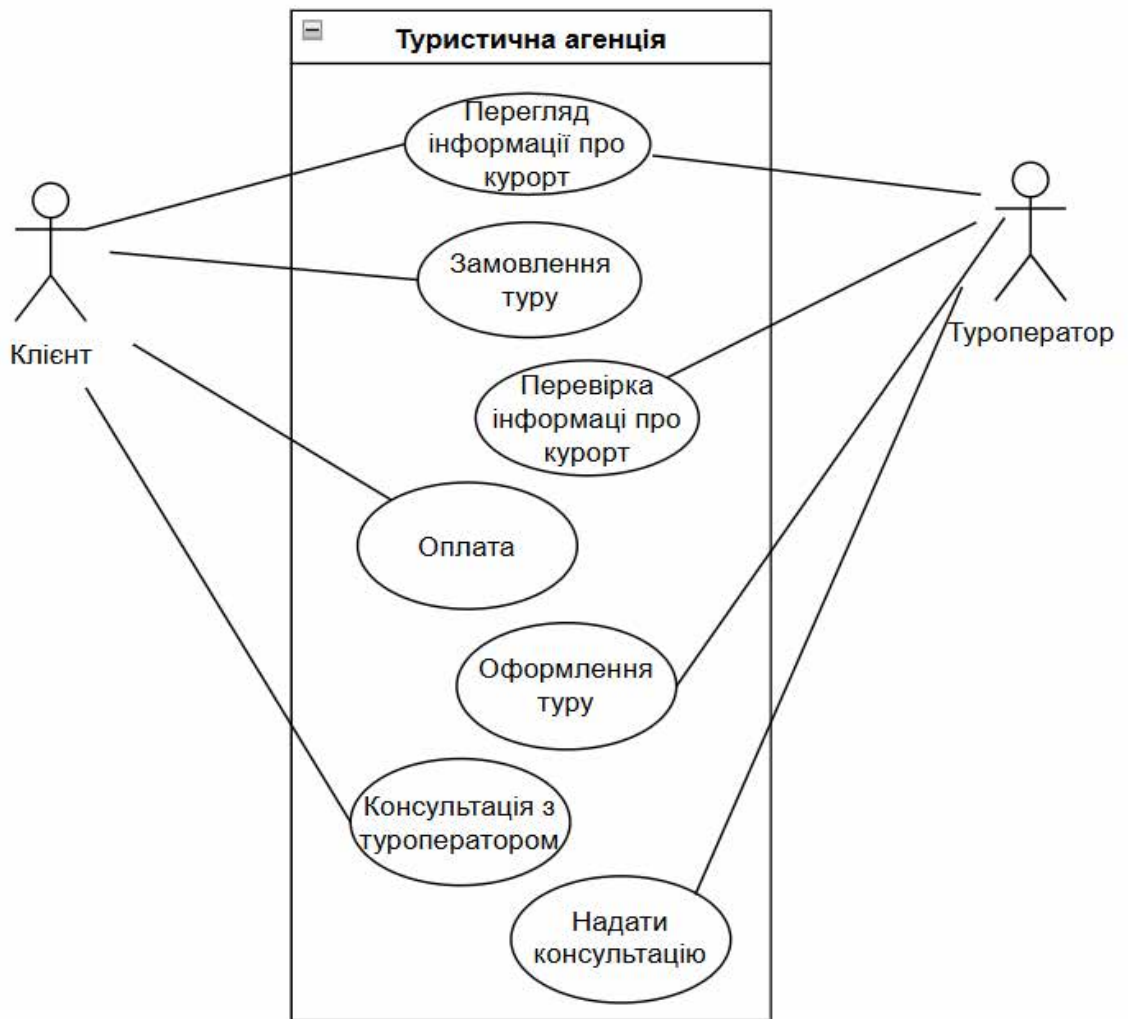 Туристична агенція
Перегляд
інформації про
курорт
Замовлення
туру
Клієнт
Туроператор
Перевірка
інформаці про
курорт
Оплата
Оформлення
туру
Консультація з
туроператором
Надати
консультацію